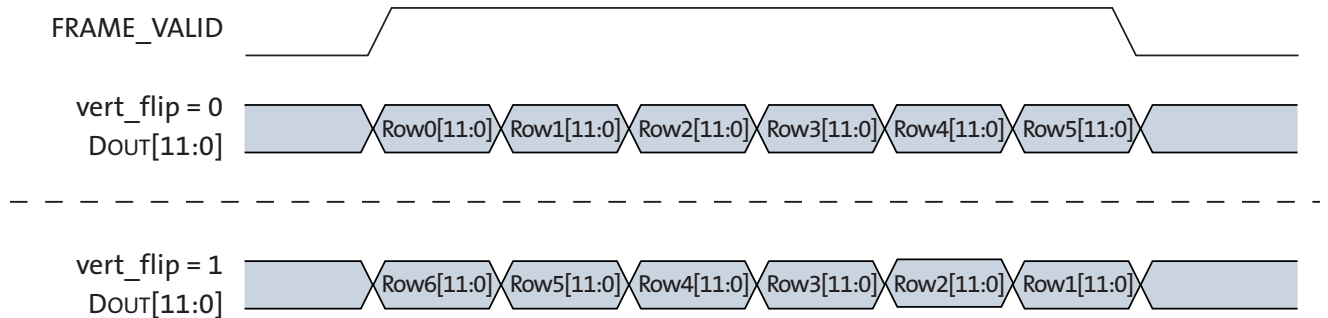 FRAME_VALID
vert_flip = 0
DOUT[11:0]
Row0[11:0] Row1[11:0] Row2[11:0] Row3[11:0] Row4[11:0] Row5[11:0]
vert_flip = 1
DOUT[11:0]
Row6[11:0] Row5[11:0] Row4[11:0] Row3[11:0] Row2[11:0] Row1[11:0]